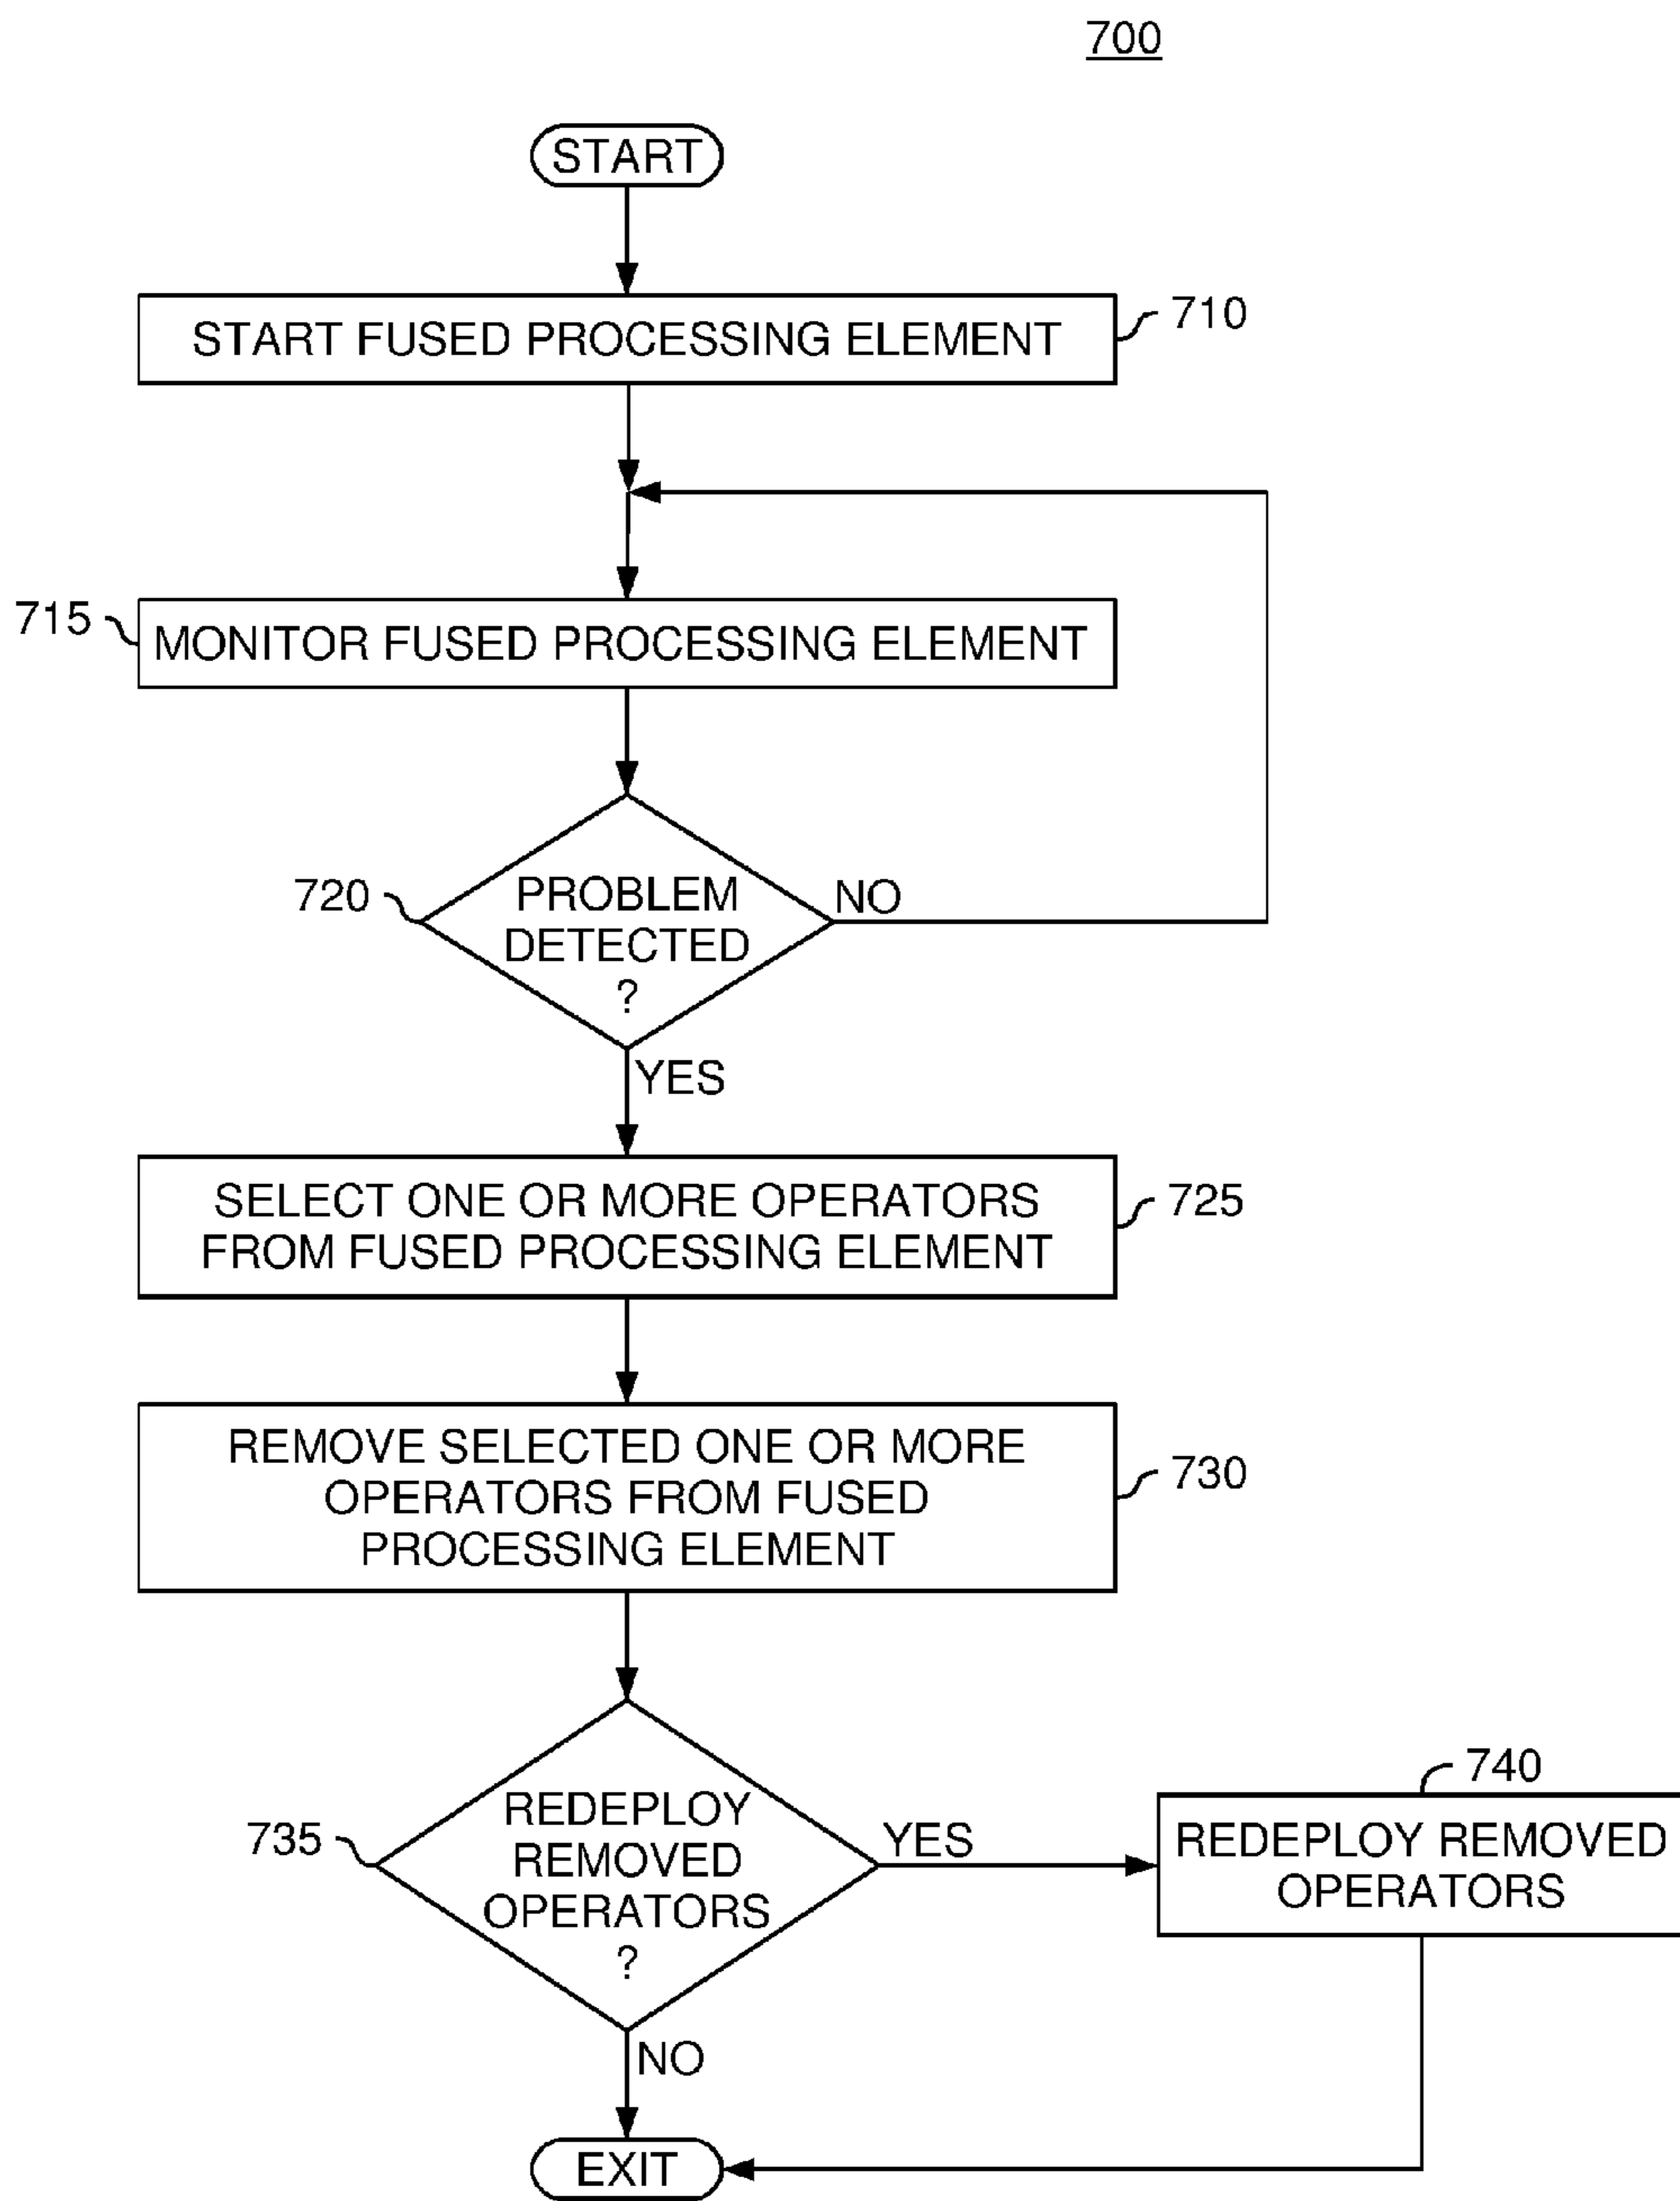 700
START
START FUSED PROCESSING ELEMENT
710
715
MONITOR FUSED PROCESSING ELEMENT
720
PROBLEM
DETECTED
?
NO
YES
SELECT ONE OR MORE OPERATORS
FROM FUSED PROCESSING ELEMENT
725
REMOVE SELECTED ONE OR MORE
OPERATORS FROM FUSED
PROCESSING ELEMENT
730
735
REDEPLOY
REMOVED
OPERATORS
?
YES
740
REDEPLOY REMOVED
OPERATORS
NO
EXIT